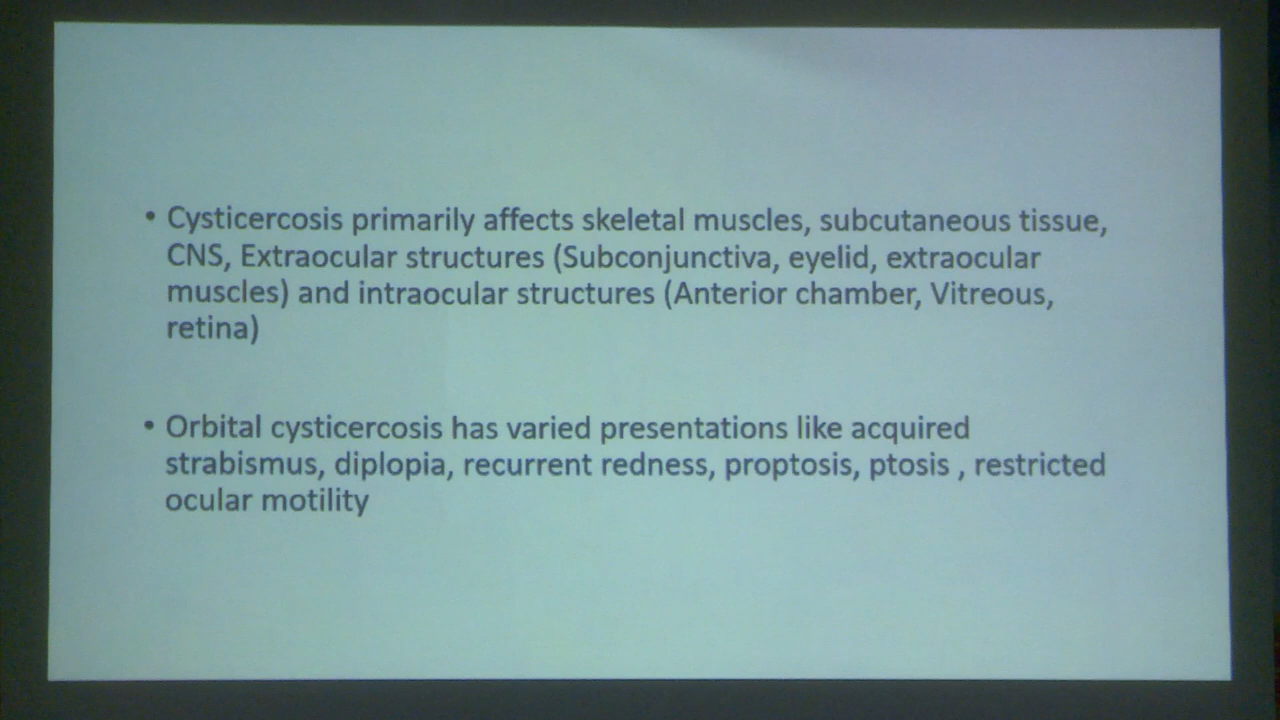 • Cysticercosis primarily affects skeletal muscles, subcutaneous tissue,
CNS, Extraocular structures (Subconjunctiva, eyelid, extraocular
muscles) and intraocular structures (Anterior chamber, Vitreous,
retina)
• Orbital cysticercosis has varied presentations like acquired
strabismus, diplopia, recurrent redness, proptosis, ptosis , restricted
ocular motility